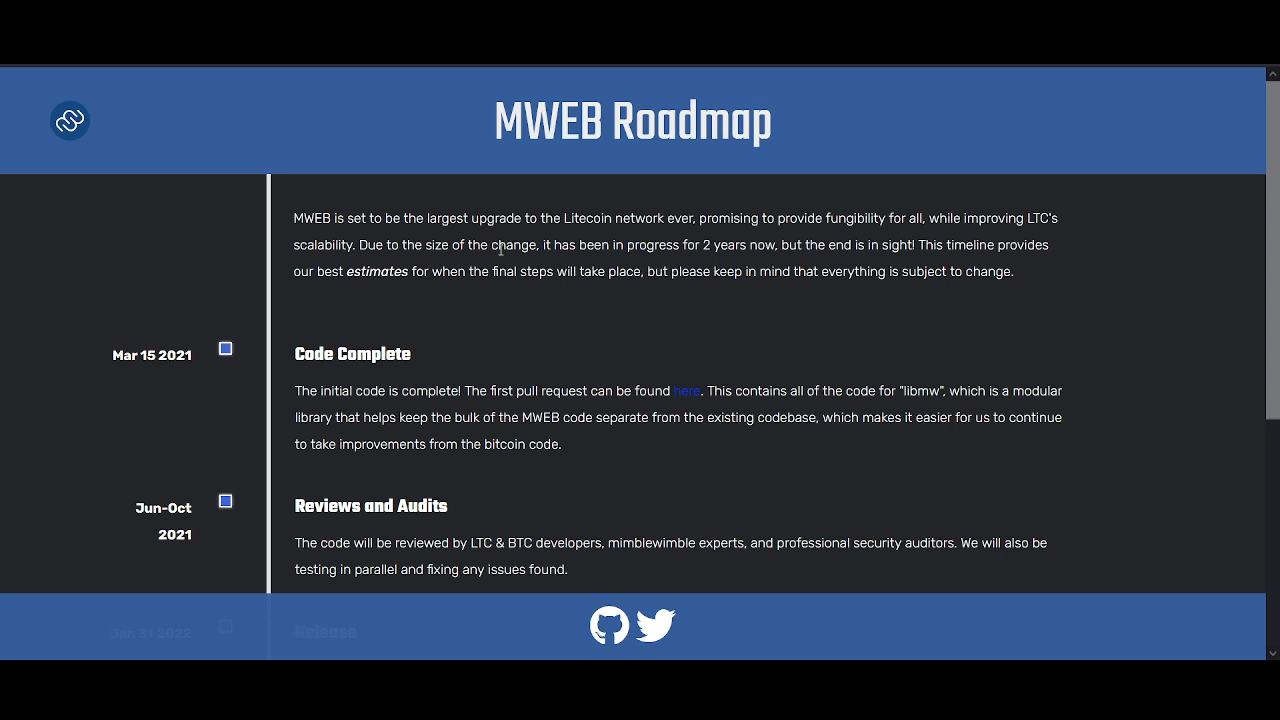 MWEB Roadmap
MWEB is set to be the largest upgrade to the Litecoin network ever, promising to provide fungibility for all, while improving LTC's
scalability. Due to the size of the change, it has been in progress for 2 years now, but the end is in sight! This timeline provides
our best estimates for when the final steps will take place, but please keep in mind that everything is subject to change.
Mar 15 2021
Code Complete
The initial code is complete! The first pull request can be found here. This contains all of the code for "libmw", which is a modular
library that helps keep the bulk of the MWEB code separate from the existing codebase, which makes it easier for us to continue
to take improvements from the bitcoin code.
Jun-Oct
2021
Reviews and Audits
The code will be reviewed by LTC & BTC developers, mimblewimble experts, and professional security auditors. We will also be
testing in parallel and fixing any issues found.
Jan 31 2022
Release